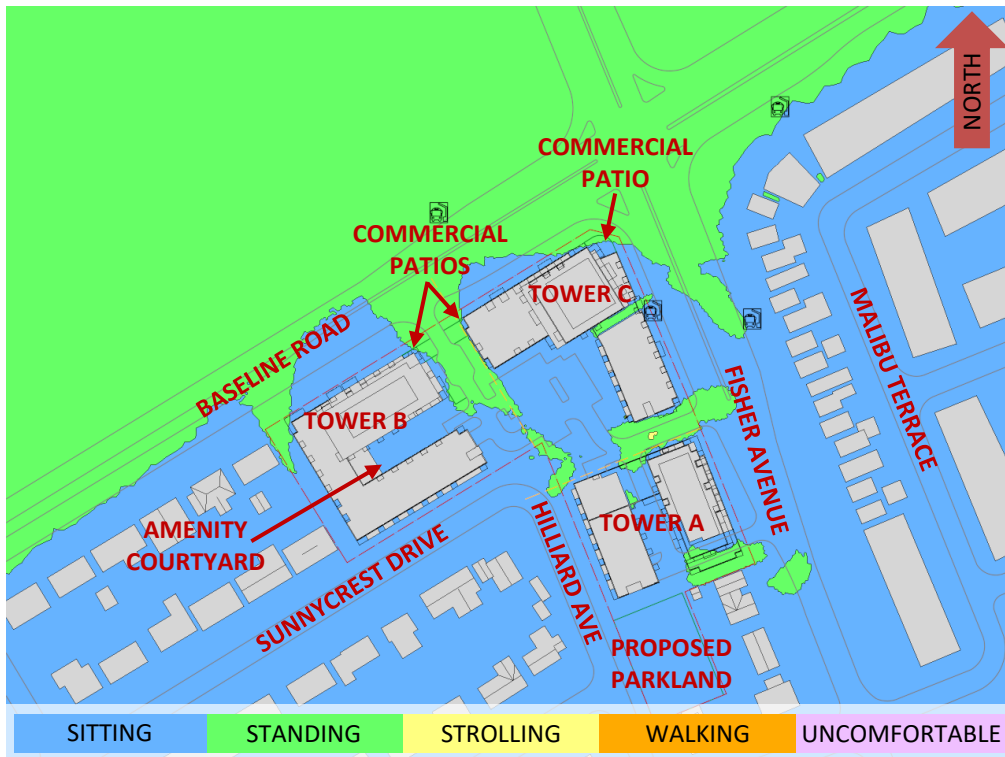 NORTH
COMMERCIAL
PATIO
COMMERCIAL
PATIOS
TOWER C
BASELINE ROAD
MALIBU TERRACE
TOWER B
FISHER AVENUE
AMENITY
COURTYARD
TOWER A
SUNNYCREST DRIVE
HILLIARD AVE
PROPOSED
PARKLAND
SITTING
STANDING
STROLLING
WALKING
UNCOMFORTABLE